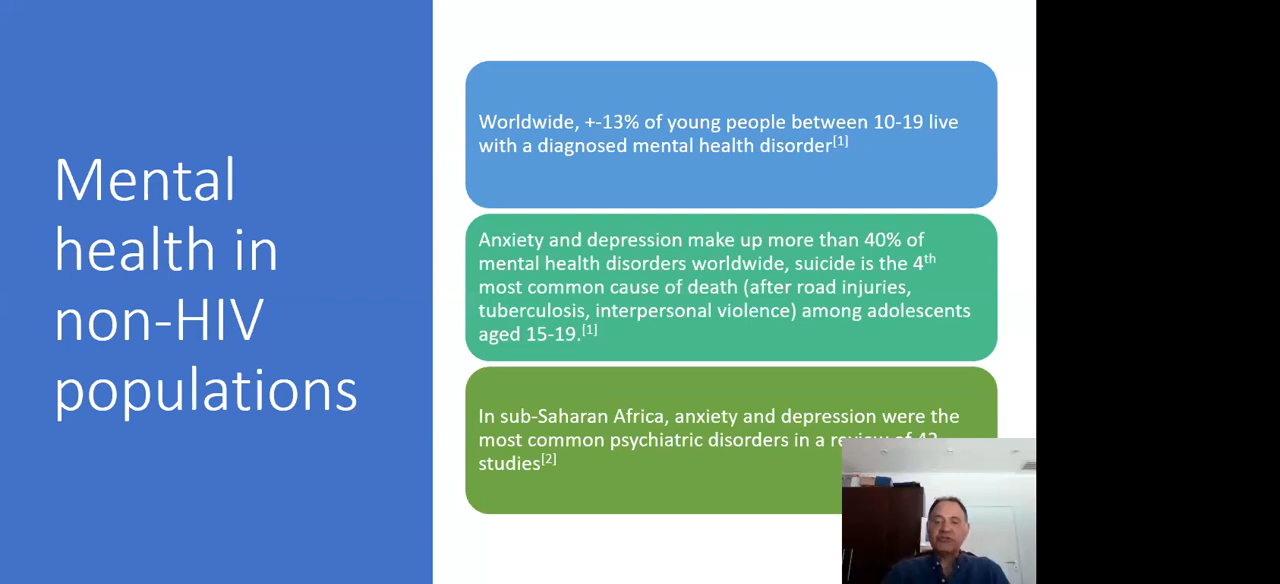 Mental
health in
non-HIV
populations
Worldwide, +-13% of young people between 10-19 live
with a diagnosed mental health disorder[1]
Anxiety and depression make up more than 40% of
mental health disorders worldwide, suicide is the 4th
most common cause of death (after road injuries,
tuberculosis, interpersonal violence) among adolescents
aged 15-19.[1]
In sub-Saharan Africa, anxiety and depression were the
most common psychiatric disorders in a review of
studies[2]